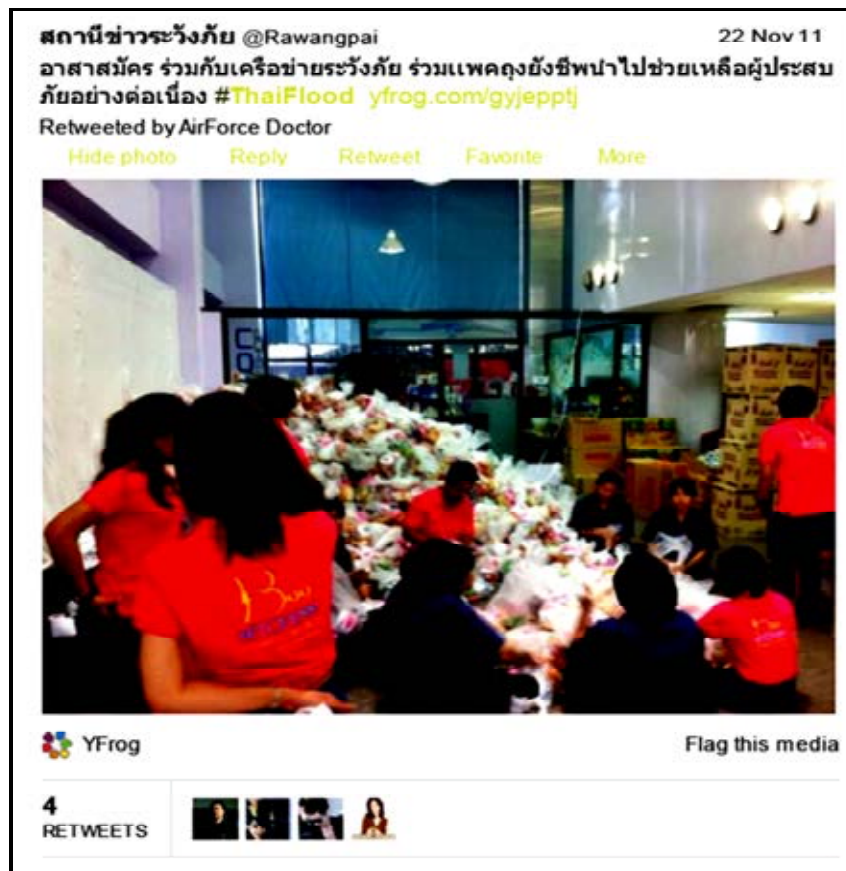 สถานีข่าวระวังภัย @Rawangpai 22 Nov 11
อาสาสมัคร ร่วมกับเครือข่ายระวังภัย ร่วมแพคถุงยังชีพนำไปช่วยเหลือผู้ประสบ
ภัยอย่างต่อเนื่อง #ThaiFlood yfrog.com/gyjepptj
Retweeted by AirForce Doctor
Hide photo Reply Retweet Favorite More
YFrog Flag this media
4
RETWEETS